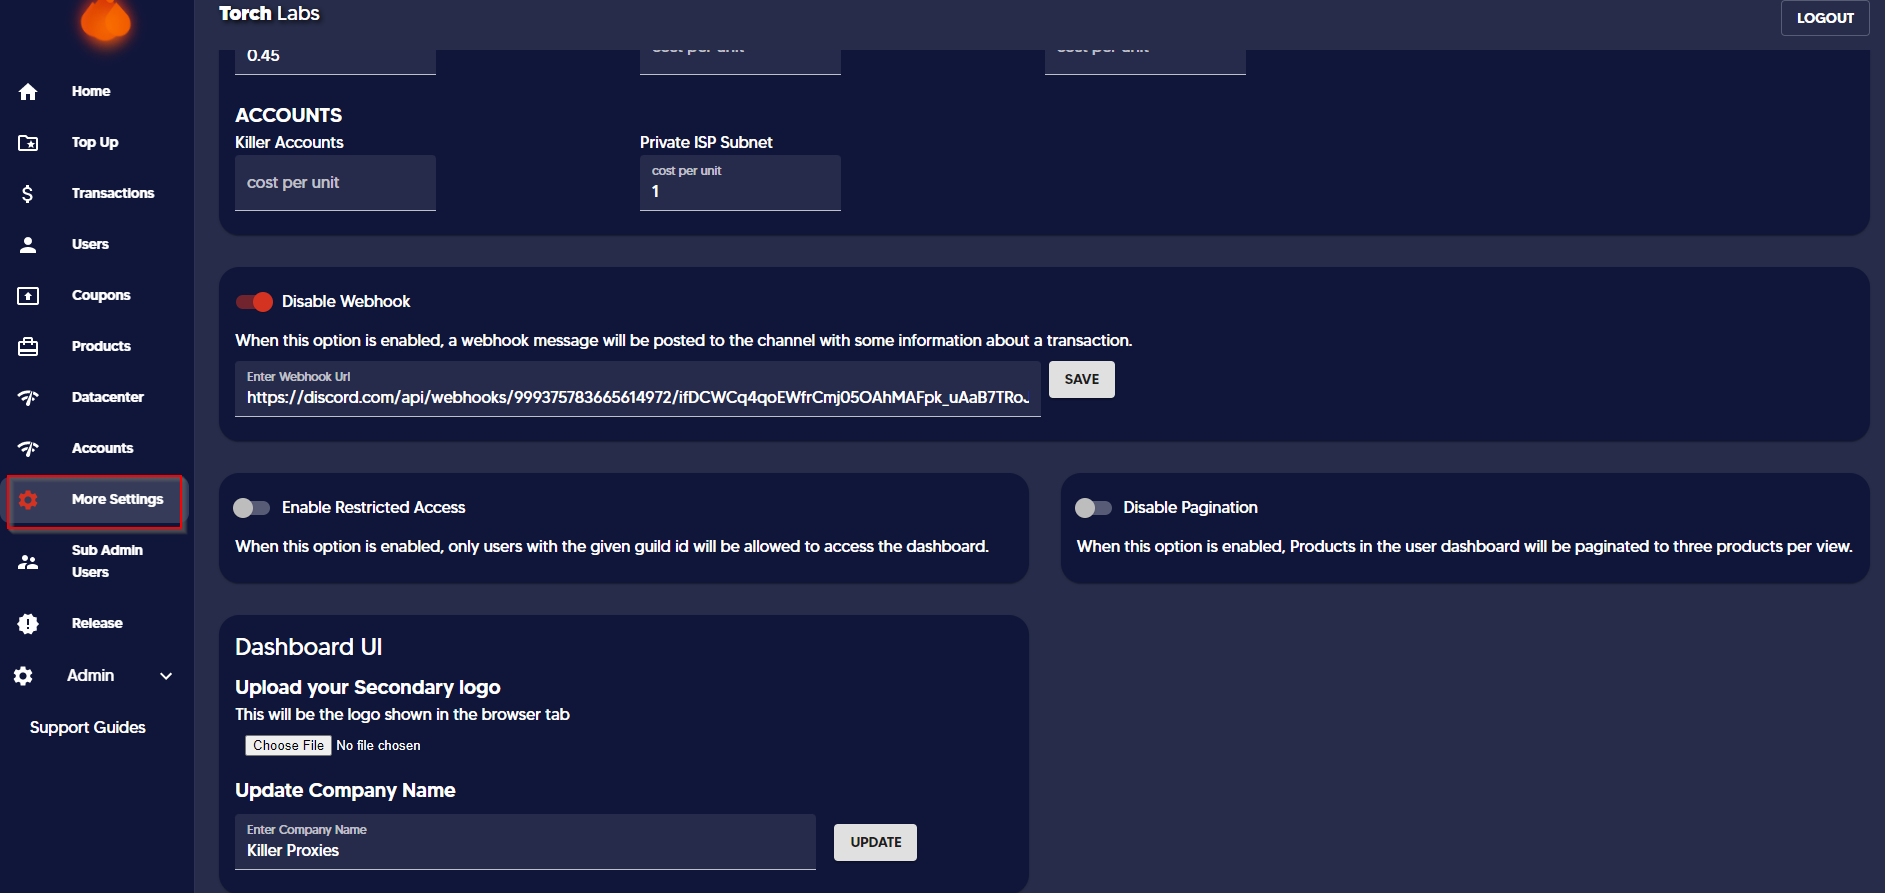 Torch Labs
LOGOUT
Home
Top Up
Transactions
Users
Coupons
Products
Datacenter
Accounts
More Settings
Sub Admin
Users
Release
Admin
Support Guides
0.45
cost per unit
cost per unit
ACCOUNTS
Killer Accounts
cost per unit
Private ISP Subnet
cost per unit
1
Disable Webhook
When this option is enabled, a webhook message will be posted to the channel with some information about a transaction.
Enter Webhook Url
https://discord.com/api/webhooks/999375783665614972/ifDCWCq4qoEWfrCmj05OAhMAFpk_uAaB7TRoJ
SAVE
Enable Restricted Access
When this option is enabled, only users with the given guild id will be allowed to access the dashboard.
Disable Pagination
When this option is enabled, Products in the user dashboard will be paginated to three products per view.
Dashboard UI
Upload your Secondary logo
This will be the logo shown in the browser tab
Choose File No file chosen
Update Company Name
Enter Company Name
Killer Proxies
UPDATE